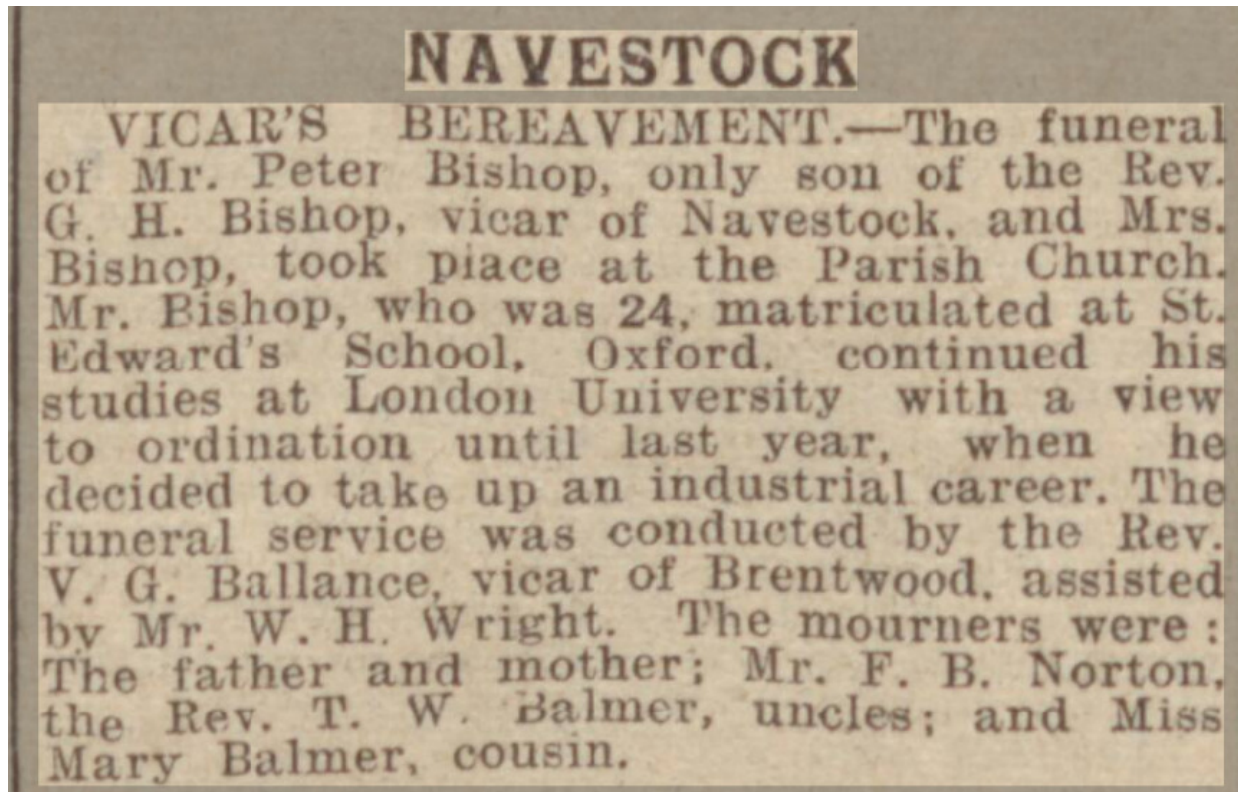 NAVESTOCK
VICAR'S BEREAVEMENT.—The funeral
of Mr. Peter Bishop, only son of the Rev.
G. H. Bishop, vicar of Navestock, and Mrs.
Bishop, took place at the Parish Church.
Mr. Bishop, who was 24, matriculated at St.
Edward's School, Oxford, continued his
studies at London University with a view
to ordination until last year, when he
decided to take up an industrial career. The
funeral service was conducted by the Rev.
V. G. Ballance, vicar of Brentwood, assisted
by Mr. W. H. Wright. The mourners were :
The father and mother; Mr. F. B. Norton,
the Rev. T. W. Balmer, uncles; and Miss
Mary Balmer, cousin.